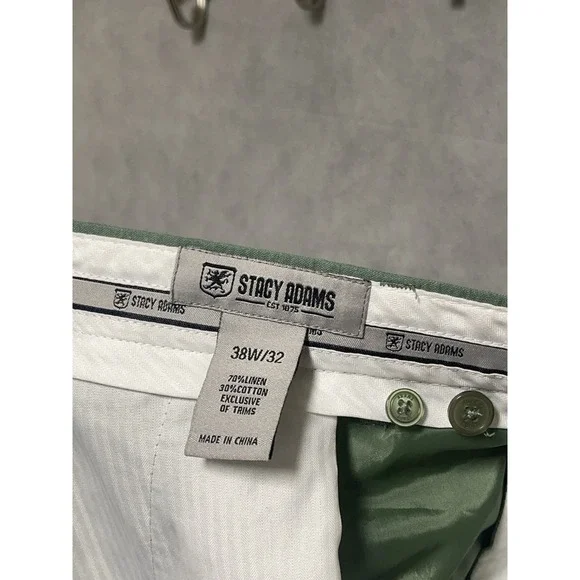 STACY ADAMS
EST 1875
STACY ADAMS
STACY ADAMS
38W/32
70%LINEN
30%COTTON
EXCLUSIVE
OF TRIMS
MADE IN CHINA